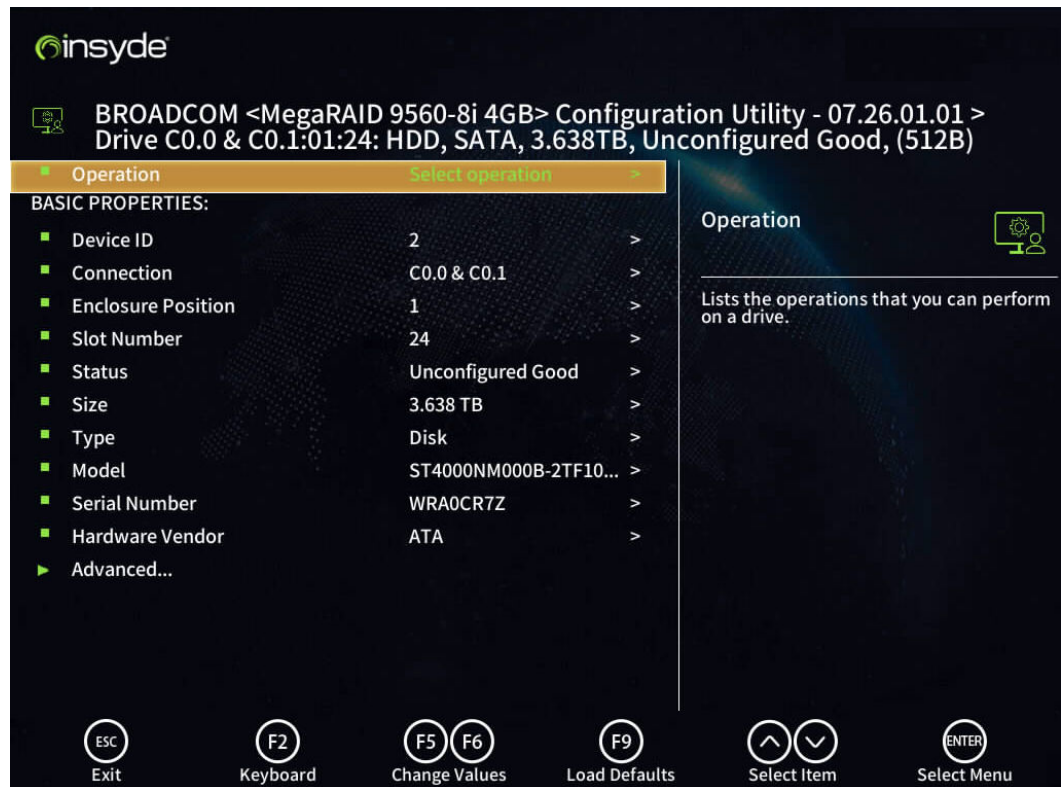 insyde
BROADCOM <MegaRAID 9560-8i 4GB> Configuration Utility - 07.26.01.01 >
Drive C0.0 & C0.1:01:24: HDD, SATA, 3.638TB, Unconfigured Good, (512B)
Operation Select operation >
BASIC PROPERTIES:
Device ID 2 >
Connection C0.0 & C0.1 >
Enclosure Position 1 >
Slot Number 24 >
Status Unconfigured Good >
Size 3.638 TB >
Type Disk >
Model ST4000NM000B-2TF10... >
Serial Number WRA0CR7Z >
Hardware Vendor ATA >
Advanced...
Operation
Lists the operations that you can perform
on a drive.
ESC F2 F5 F6 F9 ENTER
Exit Keyboard Change Values Load Defaults Select Item Select Menu